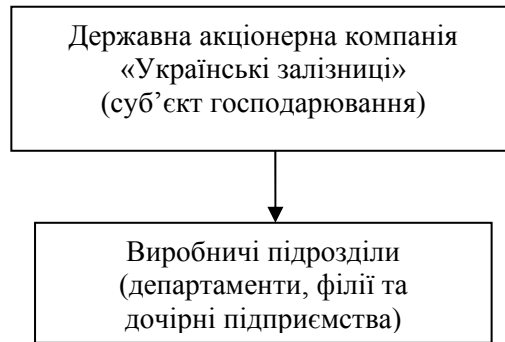 Державна акціонерна компанія
«Українські залізниці»
(суб’єкт господарювання)
Виробничі підрозділи
(департаменти, філії та
дочірні підприємства)